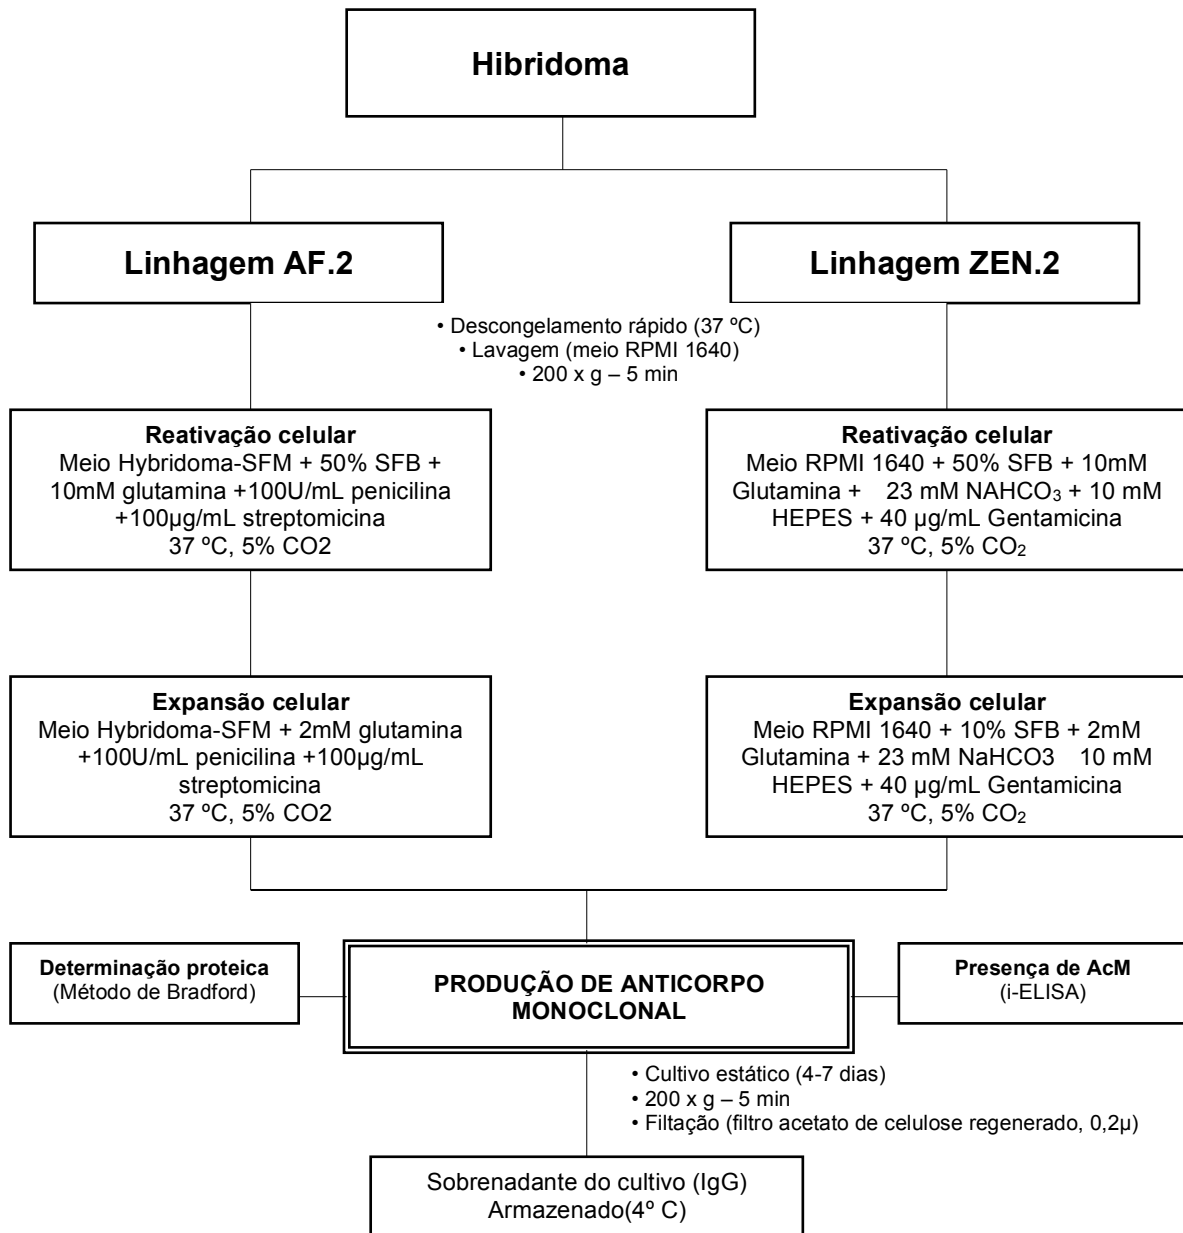 Hibridoma
Linhagem AF.2
Linhagem ZEN.2
• Descongelamento rápido (37 ºC)
• Lavagem (meio RPMI 1640)
• 200 x g – 5 min
Reativação celular
Meio Hybridoma-SFM + 50% SFB +
10mM glutamina +100U/mL penicilina
+100µg/mL streptomicina
37 ºC, 5% CO2
Reativação celular
Meio RPMI 1640 + 50% SFB + 10mM
Glutamina + 23 mM NAHCO₃ + 10 mM
HEPES + 40 µg/mL Gentamicina
37 ºC, 5% CO₂
Expansão celular
Meio Hybridoma-SFM + 2mM glutamina
+100U/mL penicilina +100µg/mL
streptomicina
37 ºC, 5% CO2
Expansão celular
Meio RPMI 1640 + 10% SFB + 2mM
Glutamina + 23 mM NaHCO3 10 mM
HEPES + 40 µg/mL Gentamicina
37 ºC, 5% CO₂
Determinação proteica
(Método de Bradford)
PRODUÇÃO DE ANTICORPO
MONOCLONAL
Presença de AcM
(i-ELISA)
• Cultivo estático (4-7 dias)
• 200 x g – 5 min
• Filtação (filtro acetato de celulose regenerado, 0,2µ)
Sobrenadante do cultivo (IgG)
Armazenado(4º C)